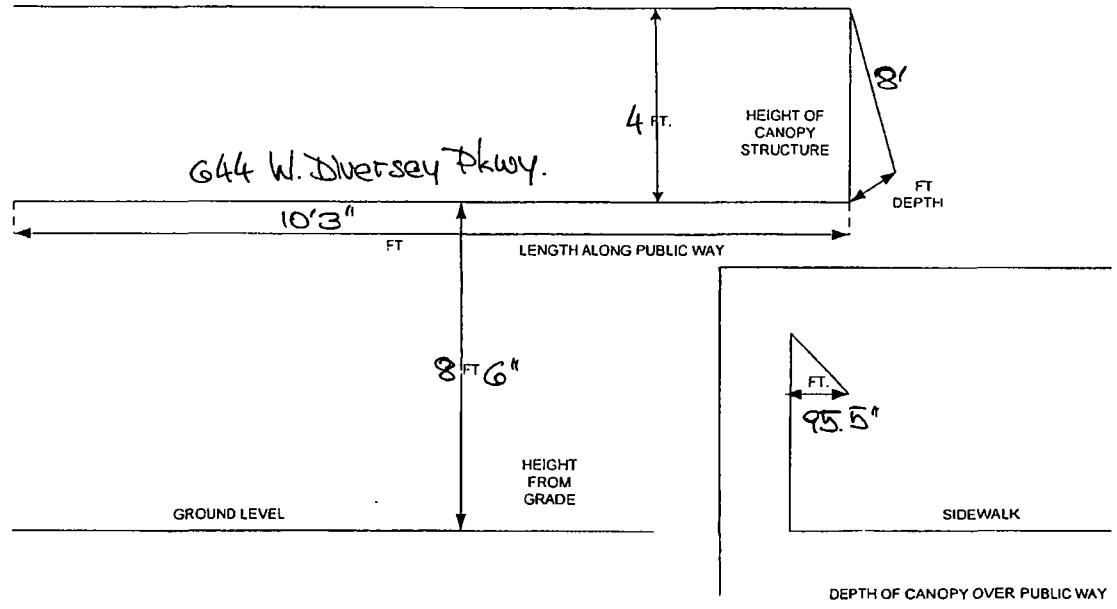 8'
4 FT.
HEIGHT OF
CANOPY
STRUCTURE
644 W. Diversey Pkwy.
FT
DEPTH
10'3"
FT
LENGTH ALONG PUBLIC WAY
8 FT 6"
FT.
95.5"
HEIGHT
FROM
GRADE
GROUND LEVEL
SIDEWALK
DEPTH OF CANOPY OVER PUBLIC WAY